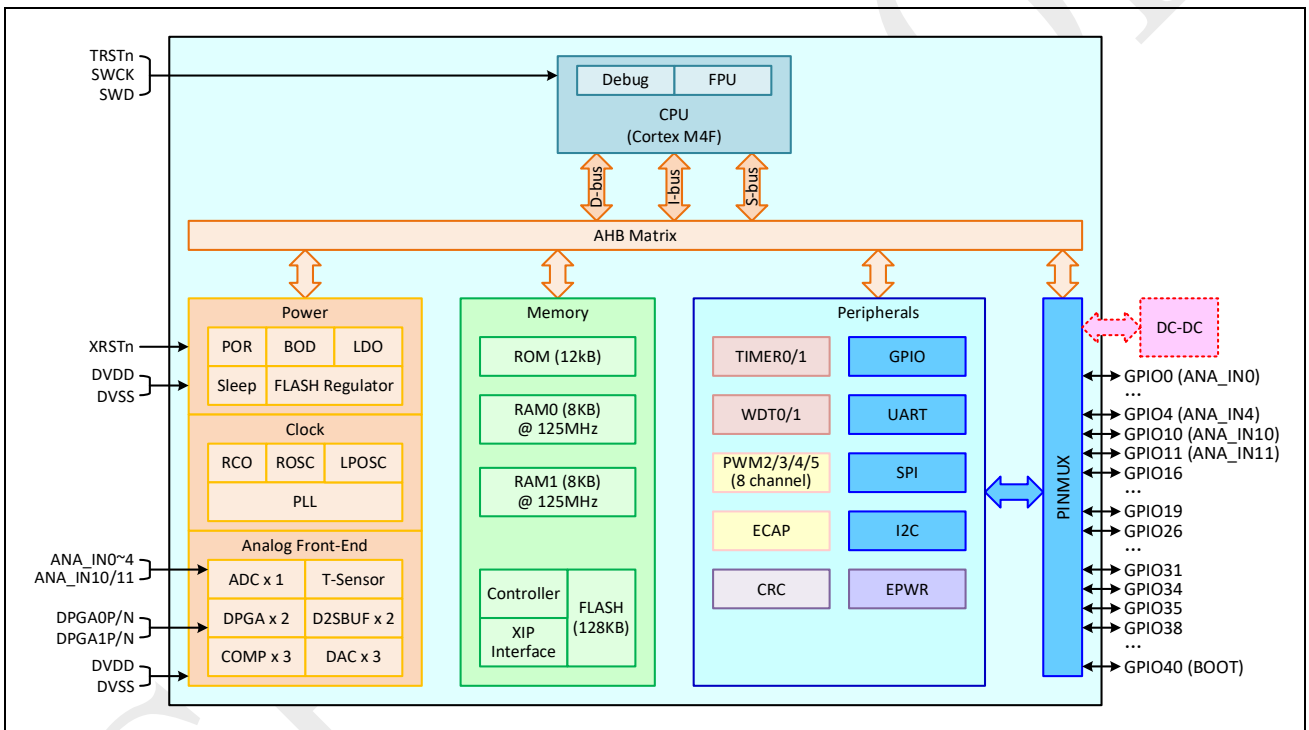 TRSTn
SWCK
SWD
Debug
FPU
CPU
(Cortex M4F)
D-bus
I-bus
S-bus
AHB Matrix
Power
POR
BOD
LDO
Sleep
FLASH Regulator
XRSTn
DVDD
DVSS
Clock
RCO
ROSC
LPOSC
PLL
Analog Front-End
ADC x 1
T-Sensor
DPGA x 2
D2SBUF x 2
COMP x 3
DAC x 3
ANA_IN0~4
ANA_IN10/11
DPGA0P/N
DPGA1P/N
DVDD
DVSS
Memory
ROM (12kB)
RAM0 (8KB)
@ 125MHz
RAM1 (8KB)
@ 125MHz
Controller
XIP
Interface
FLASH
(128KB)
Peripherals
TIMER0/1
GPIO
WDT0/1
UART
PWM2/3/4/5
(8 channel)
SPI
ECAP
I2C
CRC
EPWR
PINMUX
DC-DC
GPIO0 (ANA_IN0)
...
GPIO4 (ANA_IN4)
GPIO10 (ANA_IN10)
GPIO11 (ANA_IN11)
GPIO16
...
GPIO19
GPIO26
...
GPIO31
GPIO34
GPIO35
GPIO38
...
GPIO40 (BOOT)